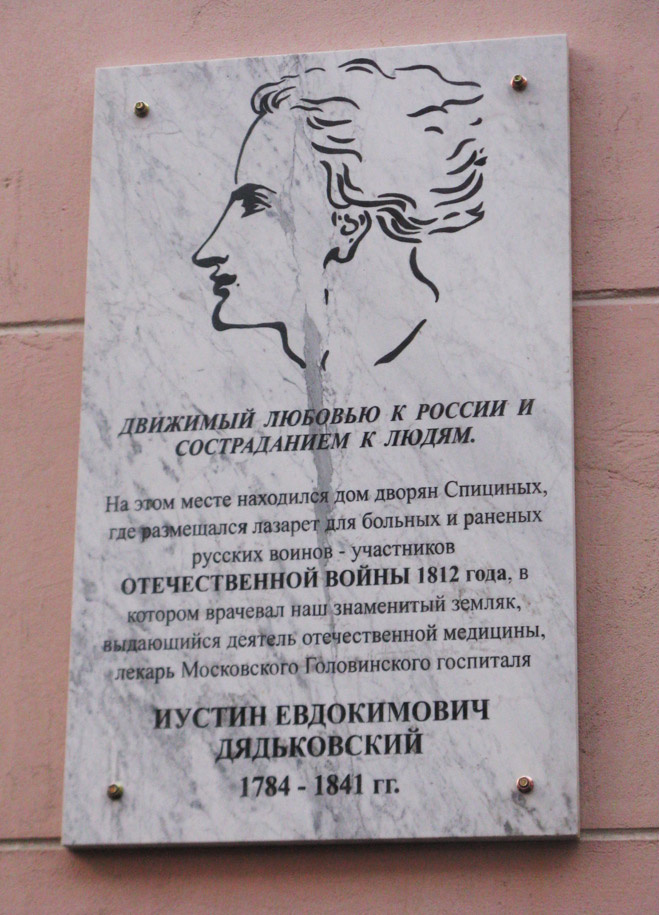 ДВИЖИМЫЙ ЛЮБОВЬЮ К РОССИИ И
СОСТРАДАНИЕМ К ЛЮДЯМ.
На этом месте находился дом дворян Спициных,
где размещался лазарет для больных и раненых
русских воинов - участников
ОТЕЧЕСТВЕННОЙ ВОЙНЫ 1812 года, в
котором врачевал наш знаменитый земляк,
выдающийся деятель отечественной медицины,
лекарь Московского Головинского госпиталя
ИУСТИН ЕВДОКИМОВИЧ
ДЯДЬКОВСКИЙ
1784 - 1841 гг.